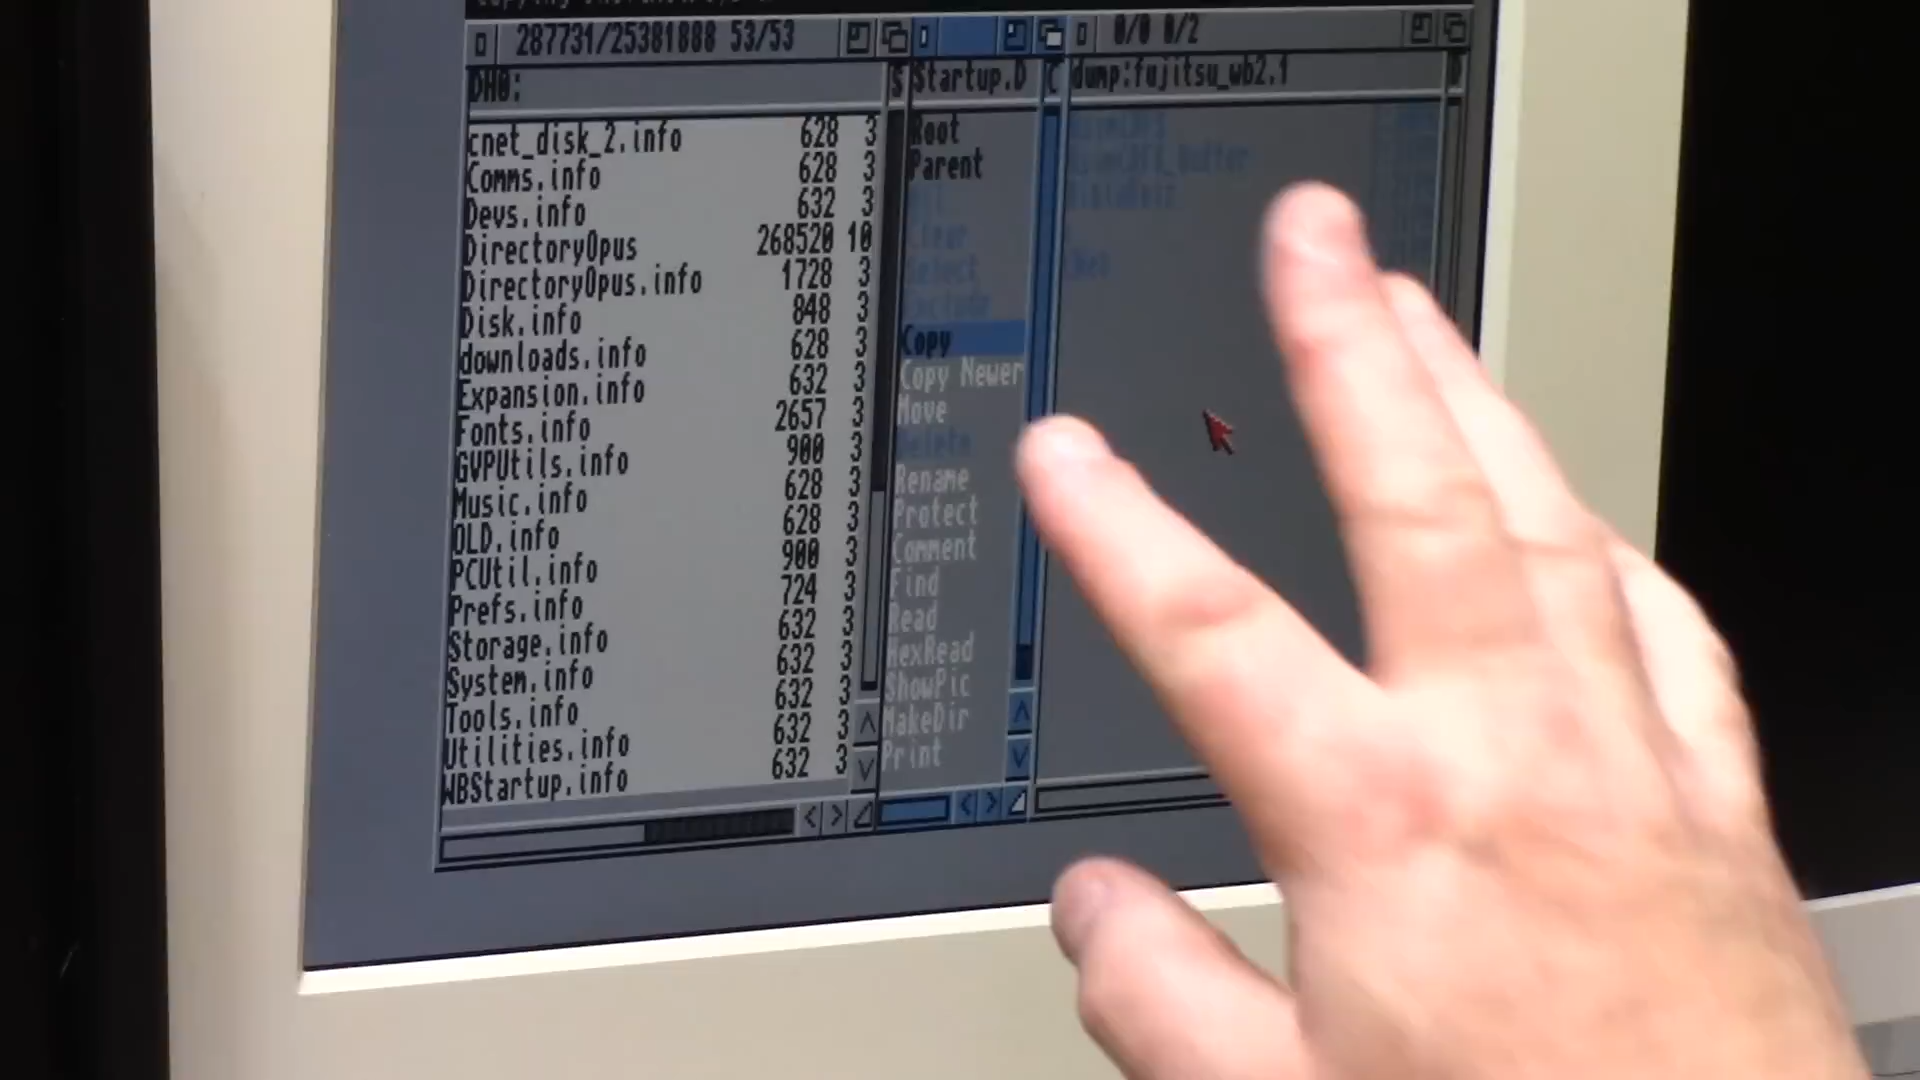 287731/25381888 53/53
0/0 0/2
DH0:
S
Startup.D
C
dump:fujitsu_wb2.1
cnet_disk_2.info 628 3
Comms.info 628 3
Devs.info 632 3
DirectoryOpus 268520 10
DirectoryOpus.info 1728 3
Disk.info 848 3
downloads.info 628 3
Expansion.info 632 3
Fonts.info 2657 3
GVPUtils.info 900 3
Music.info 628 3
OLD.info 628 3
PCUtil.info 900 3
Prefs.info 724 3
Storage.info 632 3
System.info 632 3
Tools.info 632 3
Utilities.info 632 3
WBStartup.info 632 3
Root
Parent
All
Clear
Select
Exclude
Copy
Copy Newer
Move
Delete
Rename
Protect
Comment
Find
Read
HexRead
ShowPic
MakeDir
Print